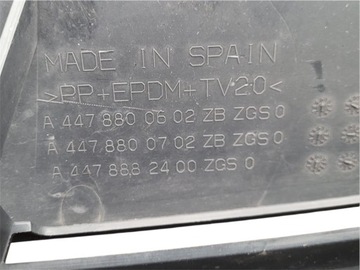 MADE IN SPAIN
>PP+EPDM+TV20<
A 447 880 06 02 ZB ZGS 0
A 447 880 07 02 ZB ZGS 0
A 447 888 24 00 ZGS 0